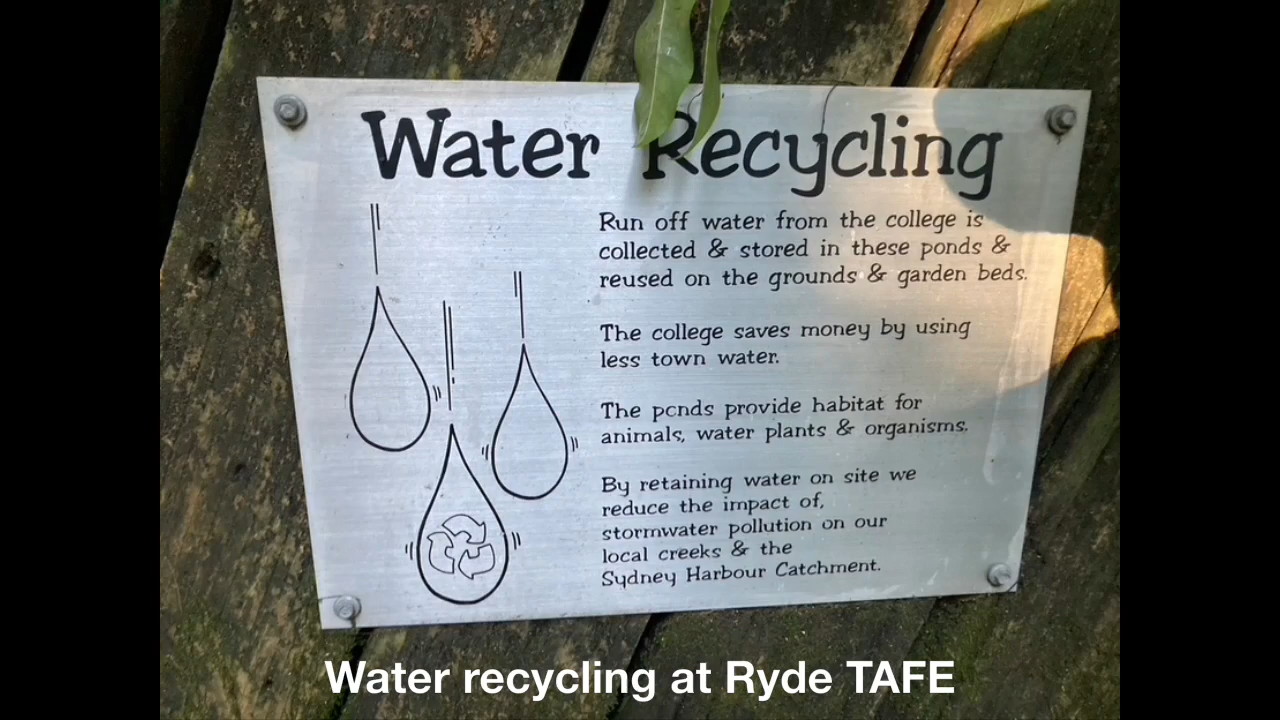 Water Recycling
Run off water from the college is
collected & stored in these ponds &
reused on the grounds & garden beds.
The college saves money by using
less town water.
The ponds provide habitat for
animals, water plants & organisms.
By retaining water on site we
reduce the impact of,
stormwater pollution on our
local creeks & the
Sydney Harbour Catchment.
Water recycling at Ryde TAFE